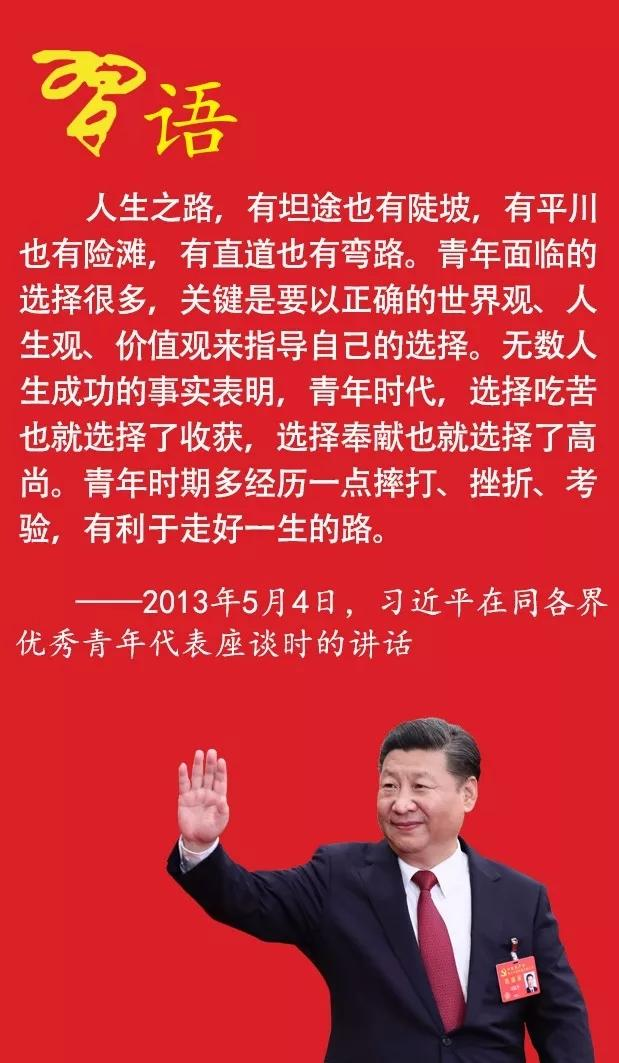 習语
人生之路，有坦途也有陡坡，有平川
也有险滩，有直道也有弯路。青年面临的
选择很多，关键是要以正确的世界观、人
生观、价值观来指导自己的选择。无数人
生成功的事实表明，青年时代，选择吃苦
也就选择了收获，选择奉献也就选择了高
尚。青年时期多经历一点摔打、挫折、考
验，有利于走好一生的路。
——2013年5月4日，习近平在同各界
优秀青年代表座谈时的讲话